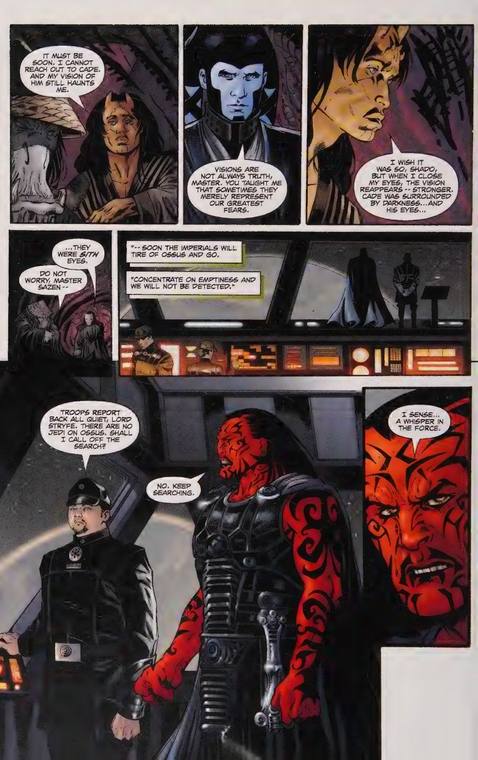 IT MUST BE
SOON. I CANNOT
REACH OUT TO CADE.
AND MY VISION OF
HIM STILL HAUNTS
ME.
VISIONS ARE
NOT ALWAYS TRUTH,
MASTER. YOU TAUGHT ME
THAT SOMETIMES THEY
MERELY REPRESENT
OUR GREATEST
FEARS.
I WISH IT
WAS SO, SHADO,
BUT WHEN I CLOSE
MY EYES, THE VISION
REAPPEARS -- STRONGER.
CADE WAS SURROUNDED
BY DARKNESS...AND
HIS EYES...
...THEY
WERE SITH
EYES.
DO NOT
WORRY, MASTER
SAZEN --
"--SOON THE IMPERIALS WILL
TIRE OF OSSUS AND GO.
"CONCENTRATE ON EMPTINESS AND
WE WILL NOT BE DETECTED."
TROOPS REPORT
BACK ALL QUIET, LORD
STRYFE. THERE ARE NO
JEDI ON OSSUS. SHALL
I CALL OFF THE
SEARCH?
NO. KEEP
SEARCHING.
I SENSE...
A WHISPER IN
THE FORCE.